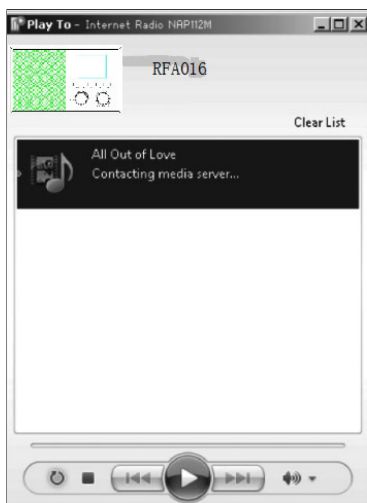 Play To - Internet Radio NAP112M
RFA016
Clear List
All Out of Love
Contacting media server...